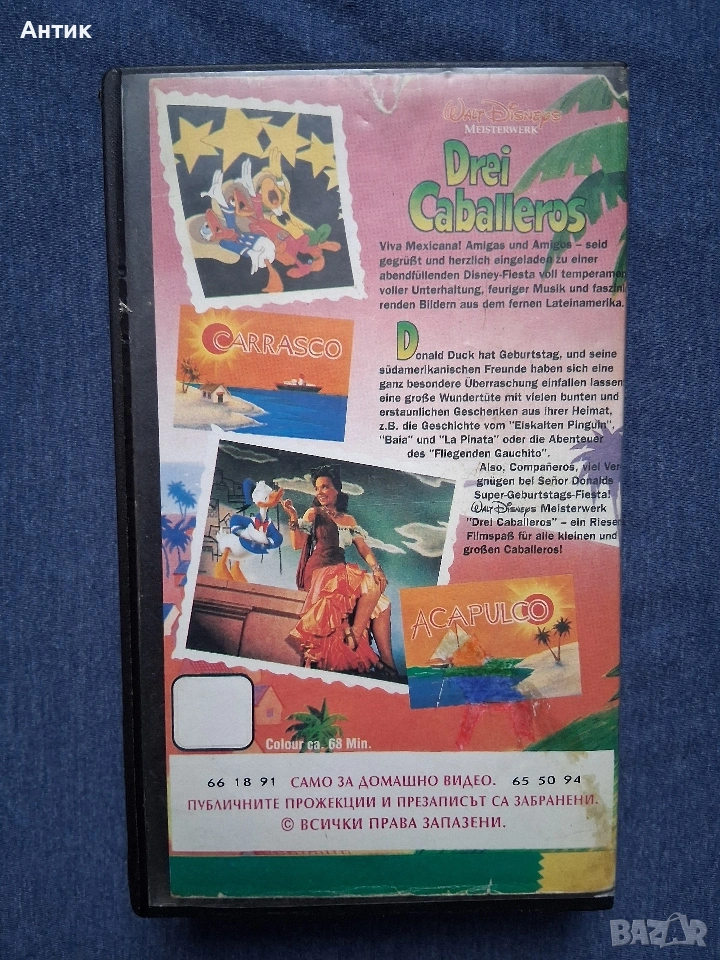 Антик
WALT DISNEYS
MEISTERWERK
Drei
Caballeros
Viva Mexicana! Amigas und Amigos – seid
gegrüßt und herzlich eingeladen zu einer
abendfüllenden Disney-Fiesta voll temperamen
voller Unterhaltung, feuriger Musik und faszini
renden Bildern aus dem fernen Lateinamerika.
Donald Duck hat Geburtstag, und seine
südamerikanischen Freunde haben sich eine
ganz besondere Überraschung einfallen lassen
eine große Wundertüte mit vielen bunten und
erstaunlichen Geschenken aus ihrer Heimat,
z.B. die Geschichte vom "Eiskalten Pinguin",
"Baia" und "La Pinata" oder die Abenteuer
des "Fliegenden Gauchito".
Also, Compañeros, viel Ver-
gnügen bei Señor Donalds
Super-Geburtstags-Fiesta!
Walt Disneys Meisterwerk
"Drei Caballeros" – ein Riesen
Filmspaß für alle kleinen und
großen Caballeros!
CARRASCO
ACAPULCO
Colour ca. 68 Min.
66 18 91 САМО ЗА ДОМАШНО ВИДЕО. 65 50 94
ПУБЛИЧНИТЕ ПРОЖЕКЦИИ И ПРЕЗАПИСЪТ СА ЗАБРАНЕНИ.
© ВСИЧКИ ПРАВА ЗАПАЗЕНИ.
BAZAR